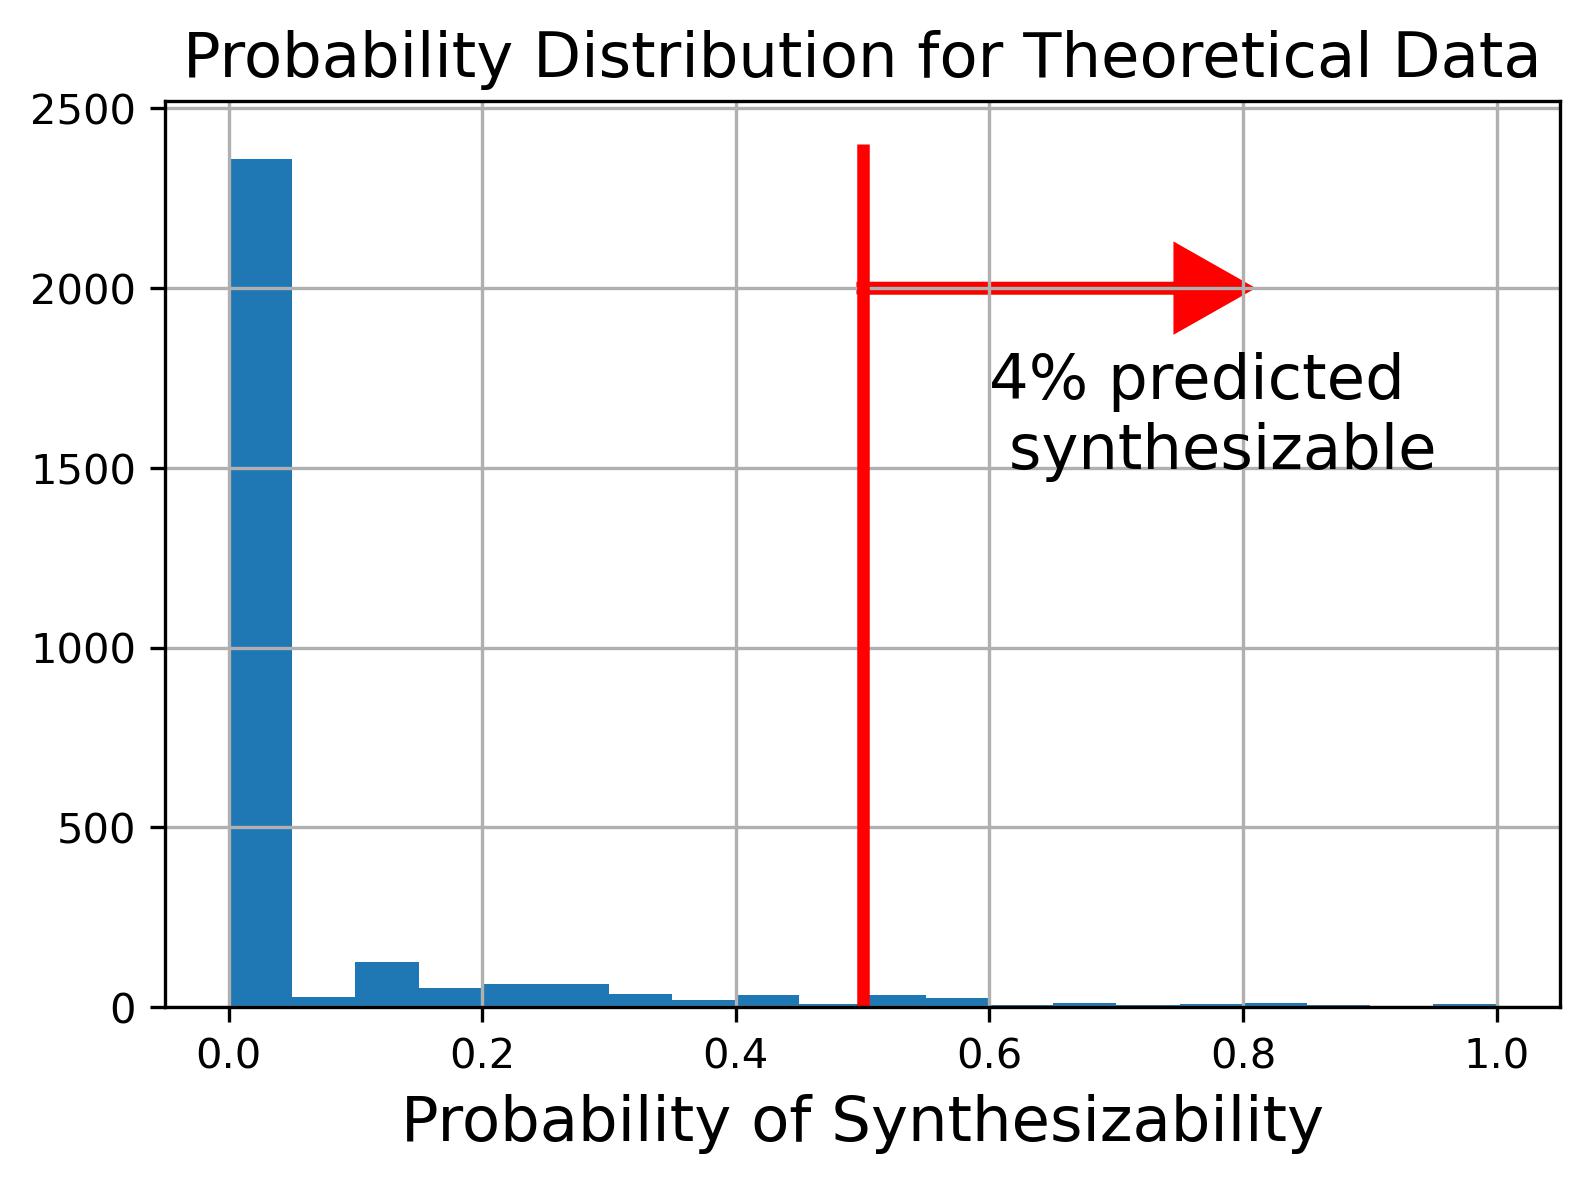 Probability Distribution for Theoretical Data
2500
2000
1500
1000
500
0
4% predicted
synthesizable
0.0 0.2 0.4 0.6 0.8 1.0
Probability of Synthesizability